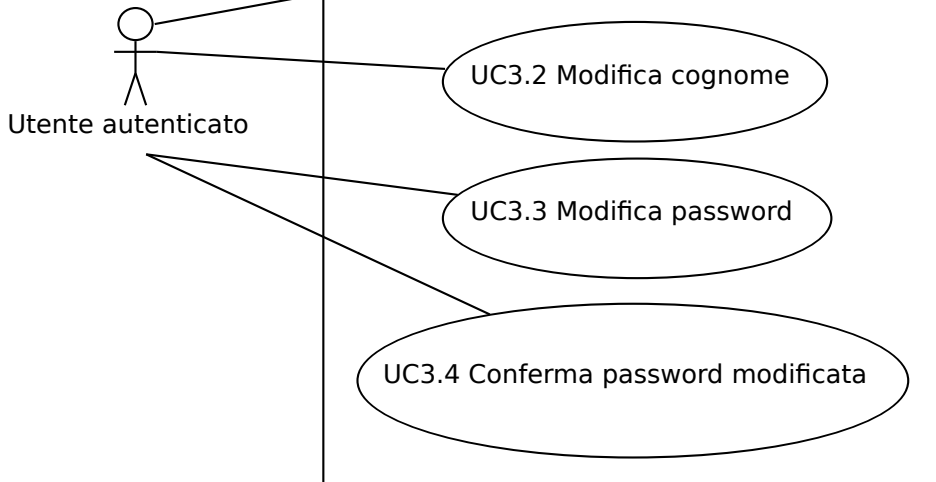 UC3.2 Modifica cognome
Utente autenticato
UC3.3 Modifica password
UC3.4 Conferma password modificata